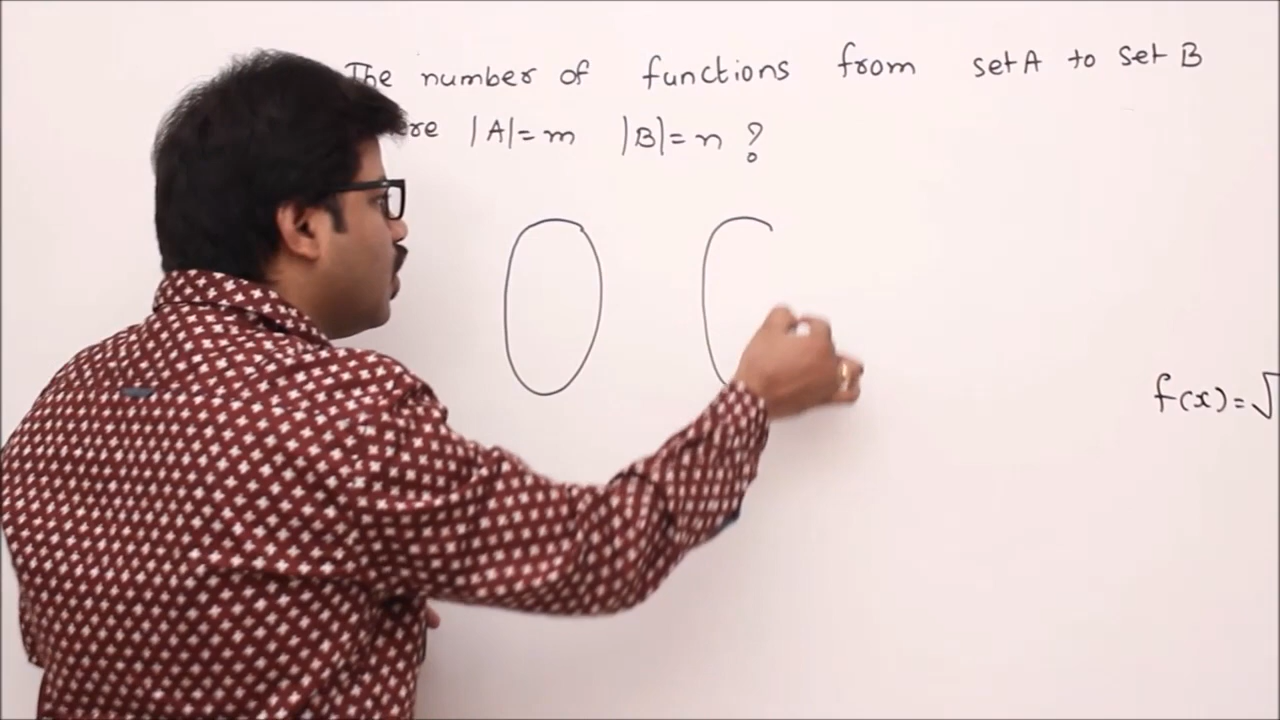 The number of functions from set A to set B
re |A|=m |B|=n ?
f(x)=√